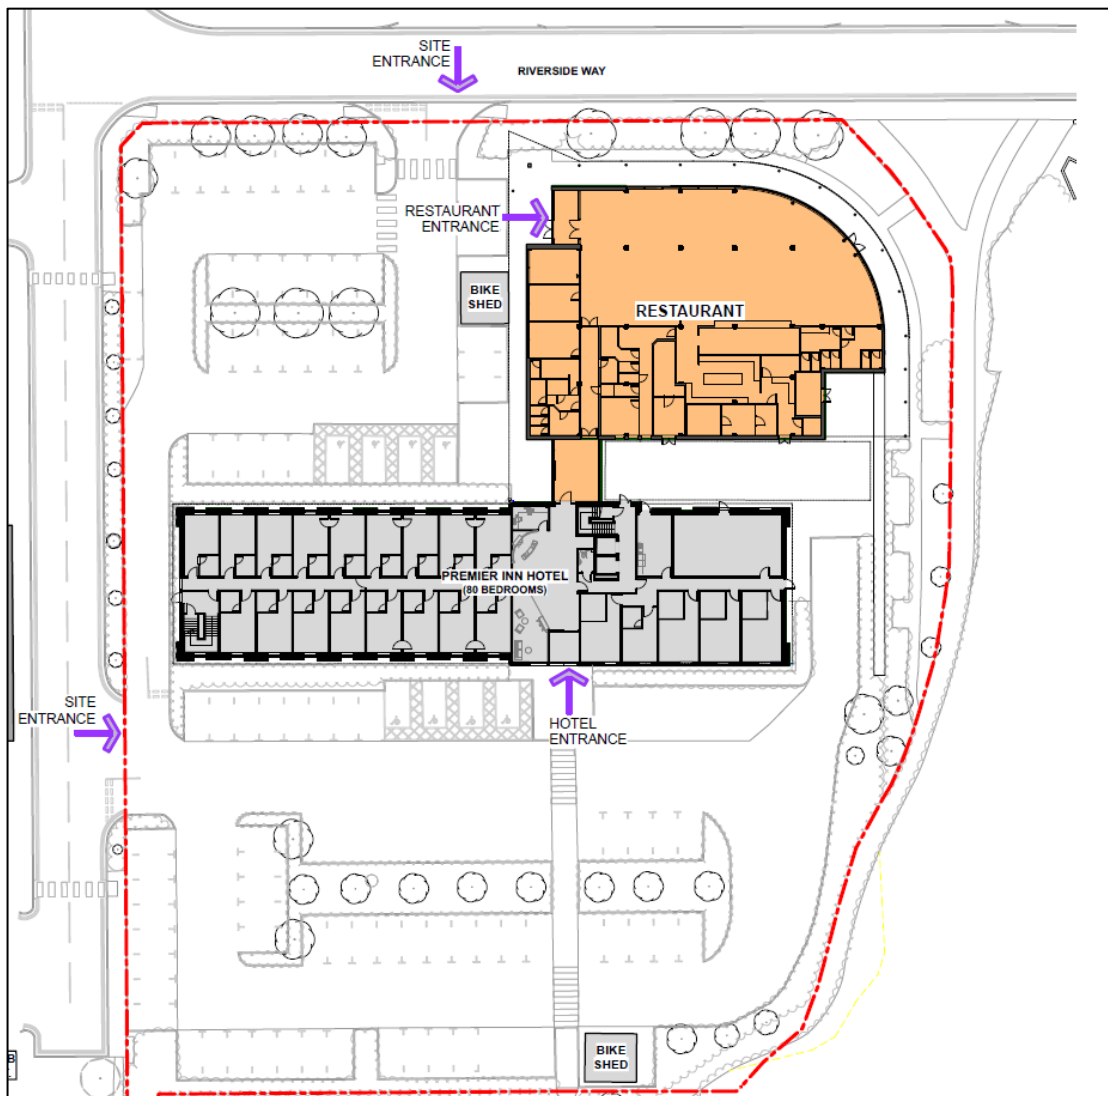 SITE
ENTRANCE
RIVERSIDE WAY
RESTAURANT
ENTRANCE
BIKE
SHED
RESTAURANT
PREMIER INN HOTEL
(80 BEDROOMS)
SITE
ENTRANCE
HOTEL
ENTRANCE
BIKE
SHED
B